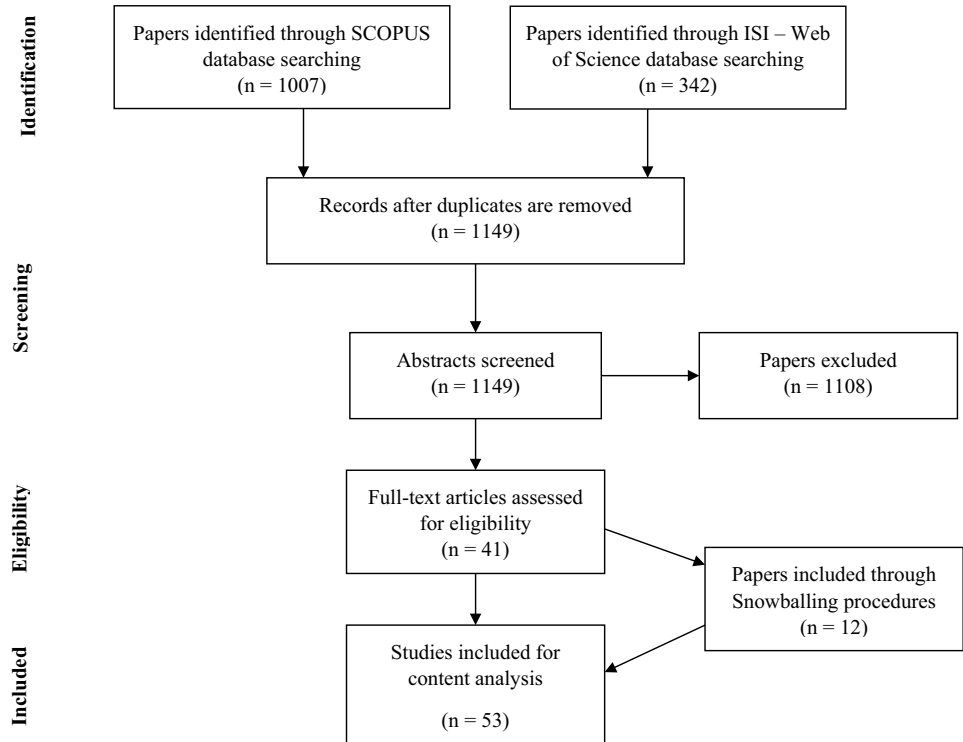 Identification
Papers identified through SCOPUS
database searching
(n = 1007)
Papers identified through ISI – Web
of Science database searching
(n = 342)
Records after duplicates are removed
(n = 1149)
Screening
Abstracts screened
(n = 1149)
Papers excluded
(n = 1108)
Eligibility
Full-text articles assessed
for eligibility
(n = 41)
Papers included through
Snowballing procedures
(n = 12)
Included
Studies included for
content analysis
(n = 53)